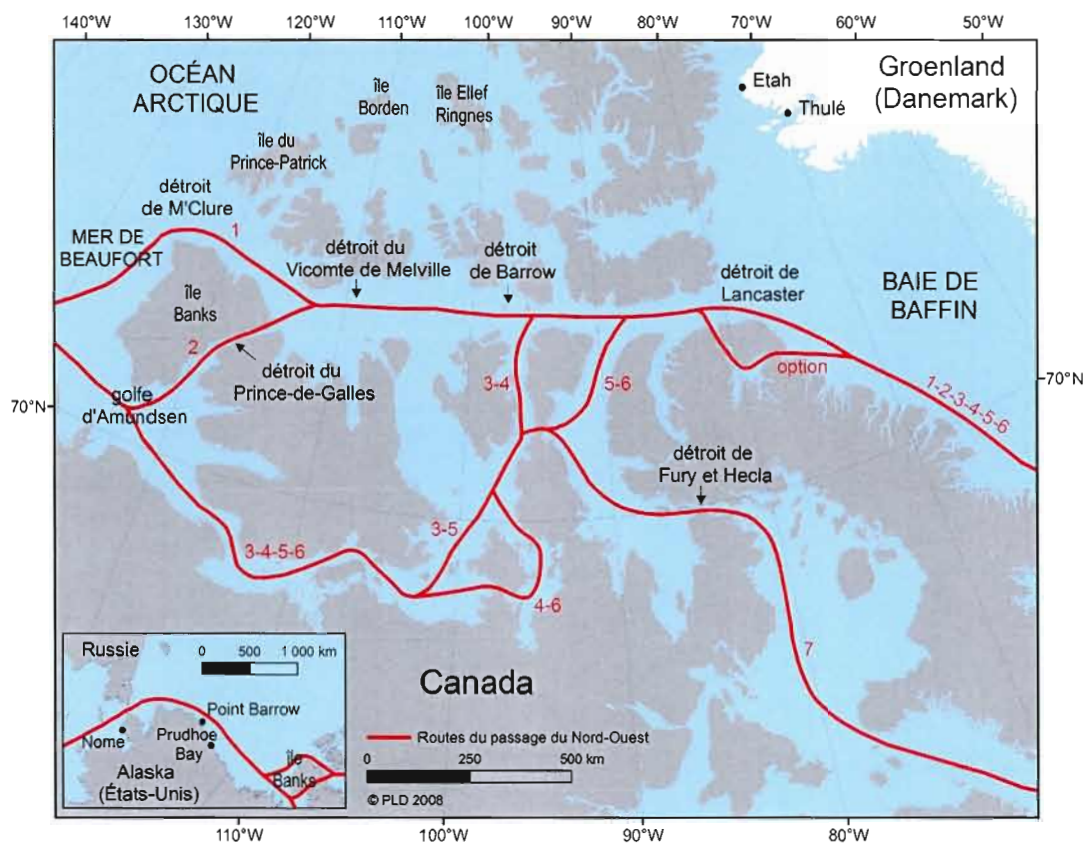 140°W 130°W 120°W 110°W 100°W 90°W 80°W 70°W 60°W 50°W
OCÉAN
ARCTIQUE
île
Borden
île Ellef
Ringnes
Etah
Thulé
Groenland
(Danemark)
île du
Prince-Patrick
détroit
de M'Clure
1
MER DE
BEAUFORT
détroit du
Vicomte de Melville
détroit
de Barrow
détroit de
Lancaster
BAIE DE
BAFFIN
île
Banks
2
détroit du
Prince-de-Galles
3-4
5-6
option
1-2-3-4-5-6
70°N
70°N
golfe
d'Amundsen
détroit de
Fury et Hecla
3-5
3-4-5-6
4-6
7
Canada
Russie
0 500 1 000 km
Point Barrow
Nome
Prudhoe
Bay
île
Banks
Alaska
(États-Unis)
Routes du passage du Nord-Ouest
0 250 500 km
© PLD 2008
110°W 100°W 90°W 80°W